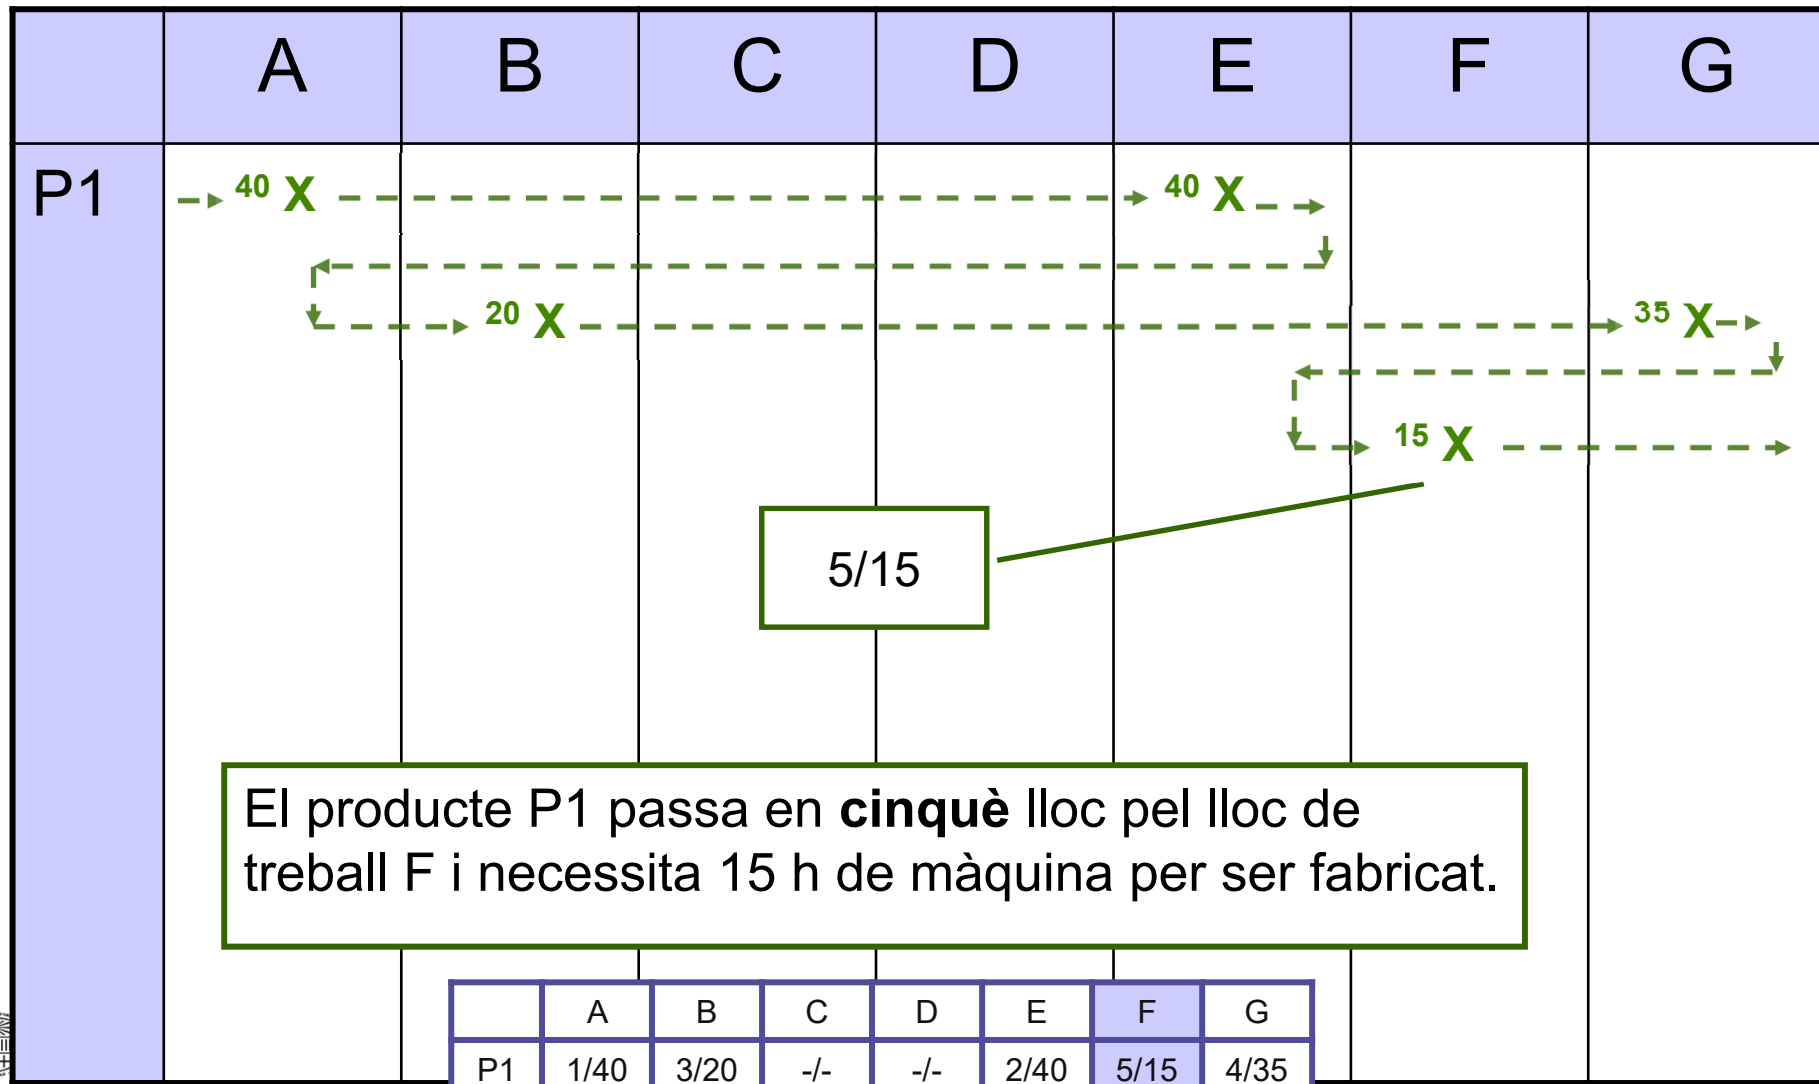 A B C D E F G
P1 40 X 40 X
20 X 35 X
15 X
5/15
El producte P1 passa en cinquè lloc pel lloc de
treball F i necessita 15 h de màquina per ser fabricat.
A B C D E F G
P1 1/40 3/20 -/- -/- 2/40 5/15 4/35